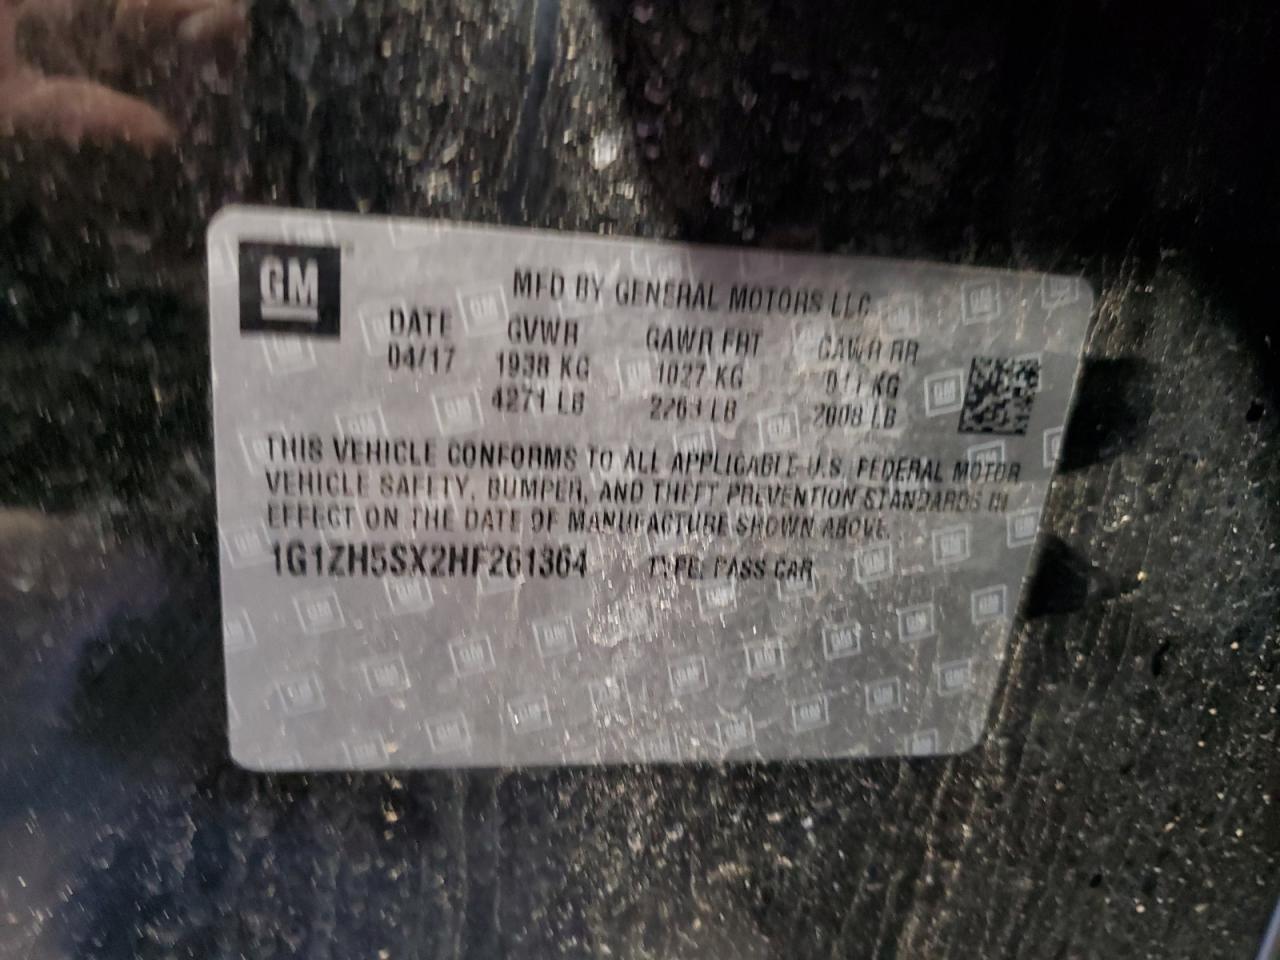 GM
MFD BY GENERAL MOTORS LLC
DATE GVWR GAWR FRT GAWR RR
04/17 1938 KG 1027 KG 911 KG
4271 LB 2263 LB 2008 LB
THIS VEHICLE CONFORMS TO ALL APPLICABLE U.S. FEDERAL MOTOR
VEHICLE SAFETY, BUMPER, AND THEFT PREVENTION STANDARDS IN
EFFECT ON THE DATE OF MANUFACTURE SHOWN ABOVE.
1G1ZH5SX2HF261364 TYPE: PASS CAR